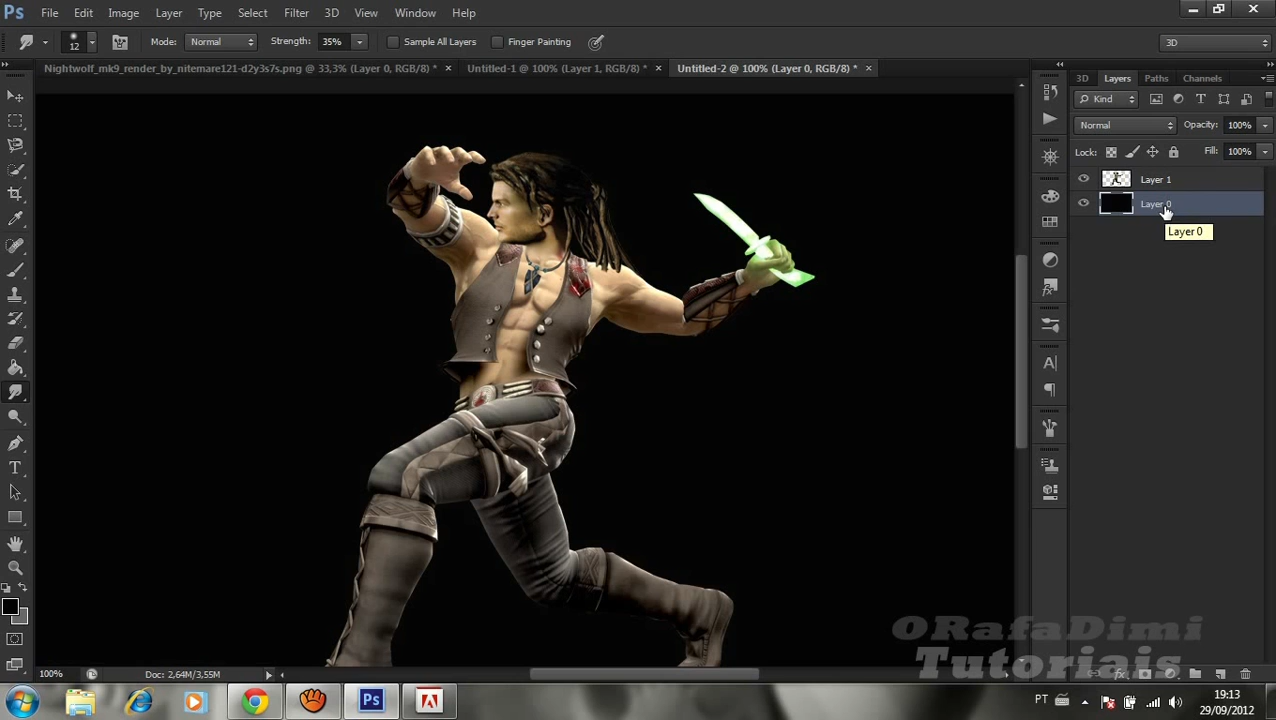 Ps File Edit Image Layer Type Select Filter 3D View Window Help
12 Mode: Normal Strength: 35% Sample All Layers Finger Painting 3D
Nightwolf_mk9_render_by_nitemare121-d2y3s7s.png @ 33,3% (Layer 0, RGB/8) * × Untitled-1 @ 100% (Layer 1, RGB/8) * × Untitled-2 @ 100% (Layer 0, RGB/8) * ×
3D Layers Paths Channels
Kind
Normal Opacity: 100%
Lock: Fill: 100%
Layer 1
Layer 0
Layer 0
ORafaDimi
Tutoriais
100% Doc: 2,64M/3,55M
Ps PT 19:13
29/09/2012